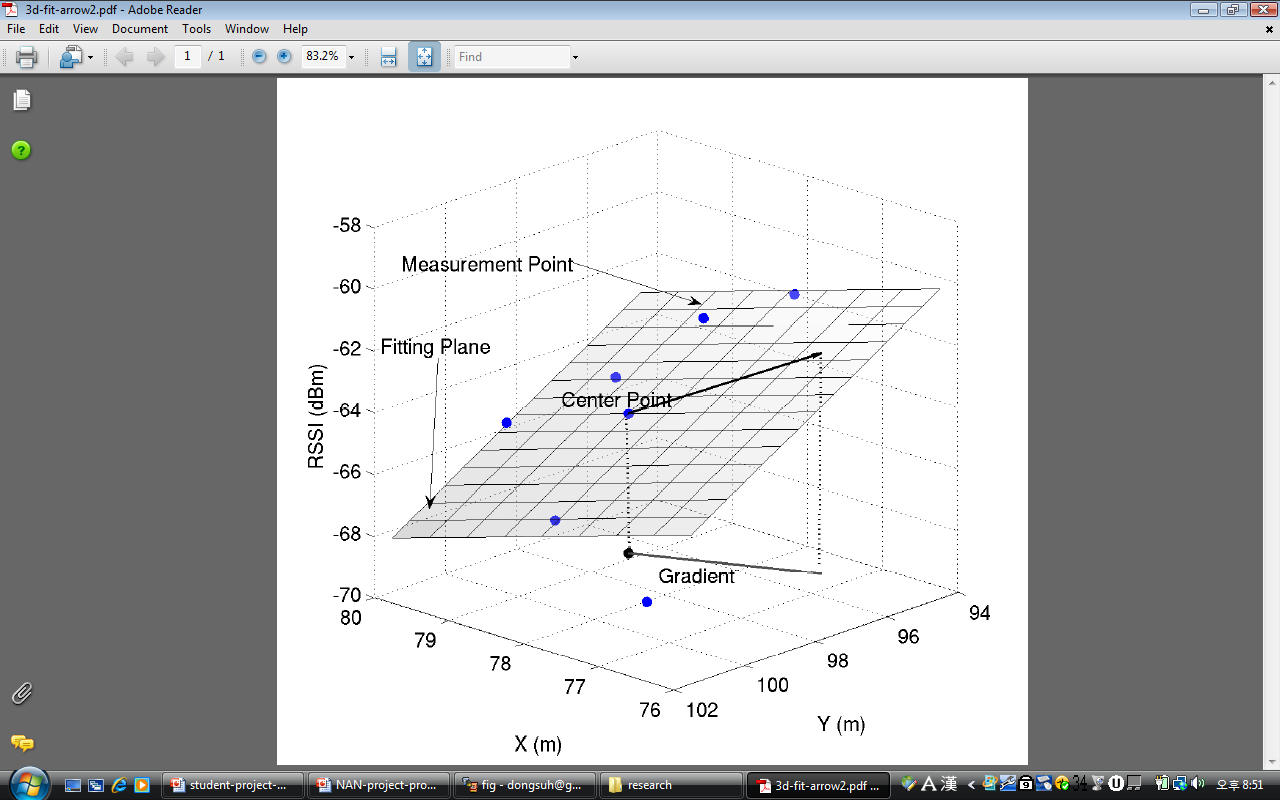 3d-fit-arrow2.pdf - Adobe Reader
File Edit View Document Tools Window Help
1 / 1 83.2% Find
-58
Measurement Point
-60
-62
Fitting Plane
RSSI (dBm)
Center Point
-64
-66
-68
Gradient
-70
80
79
78
77
76
102
100
98
96
94
X (m)
Y (m)
student-project-... NAN-project-pro... fig - dongsuh@g... research 3d-fit-arrow2.pdf ... A 漢 34 U 오후 8:51